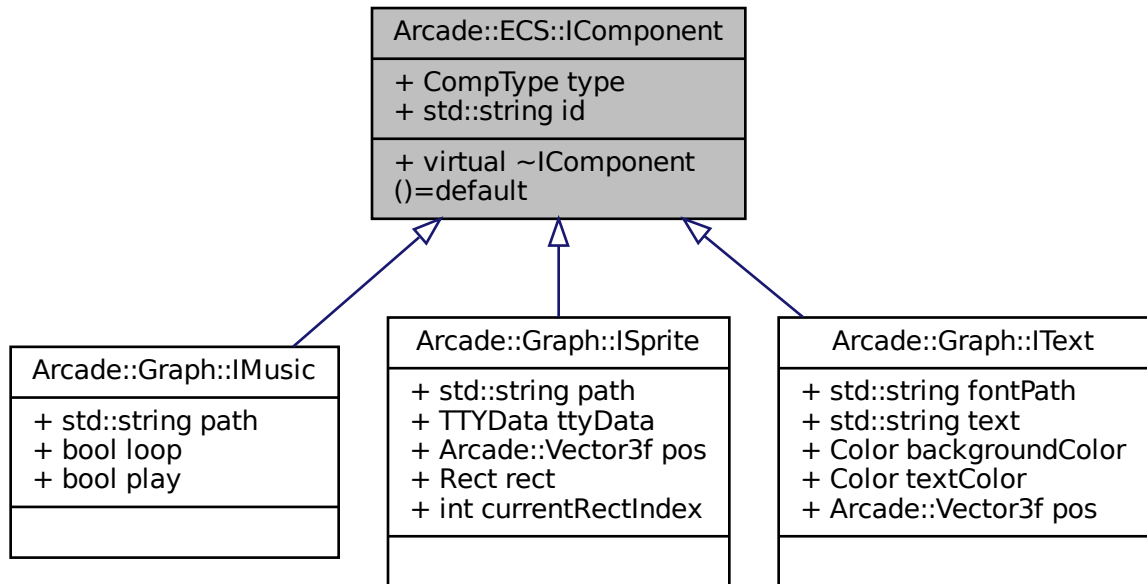 Arcade::ECS::IComponent
+ CompType type
+ std::string id
+ virtual ~IComponent
()=default
Arcade::Graph::IMusic
+ std::string path
+ bool loop
+ bool play
Arcade::Graph::ISprite
+ std::string path
+ TTYData ttyData
+ Arcade::Vector3f pos
+ Rect rect
+ int currentRectIndex
Arcade::Graph::IText
+ std::string fontPath
+ std::string text
+ Color backgroundColor
+ Color textColor
+ Arcade::Vector3f pos